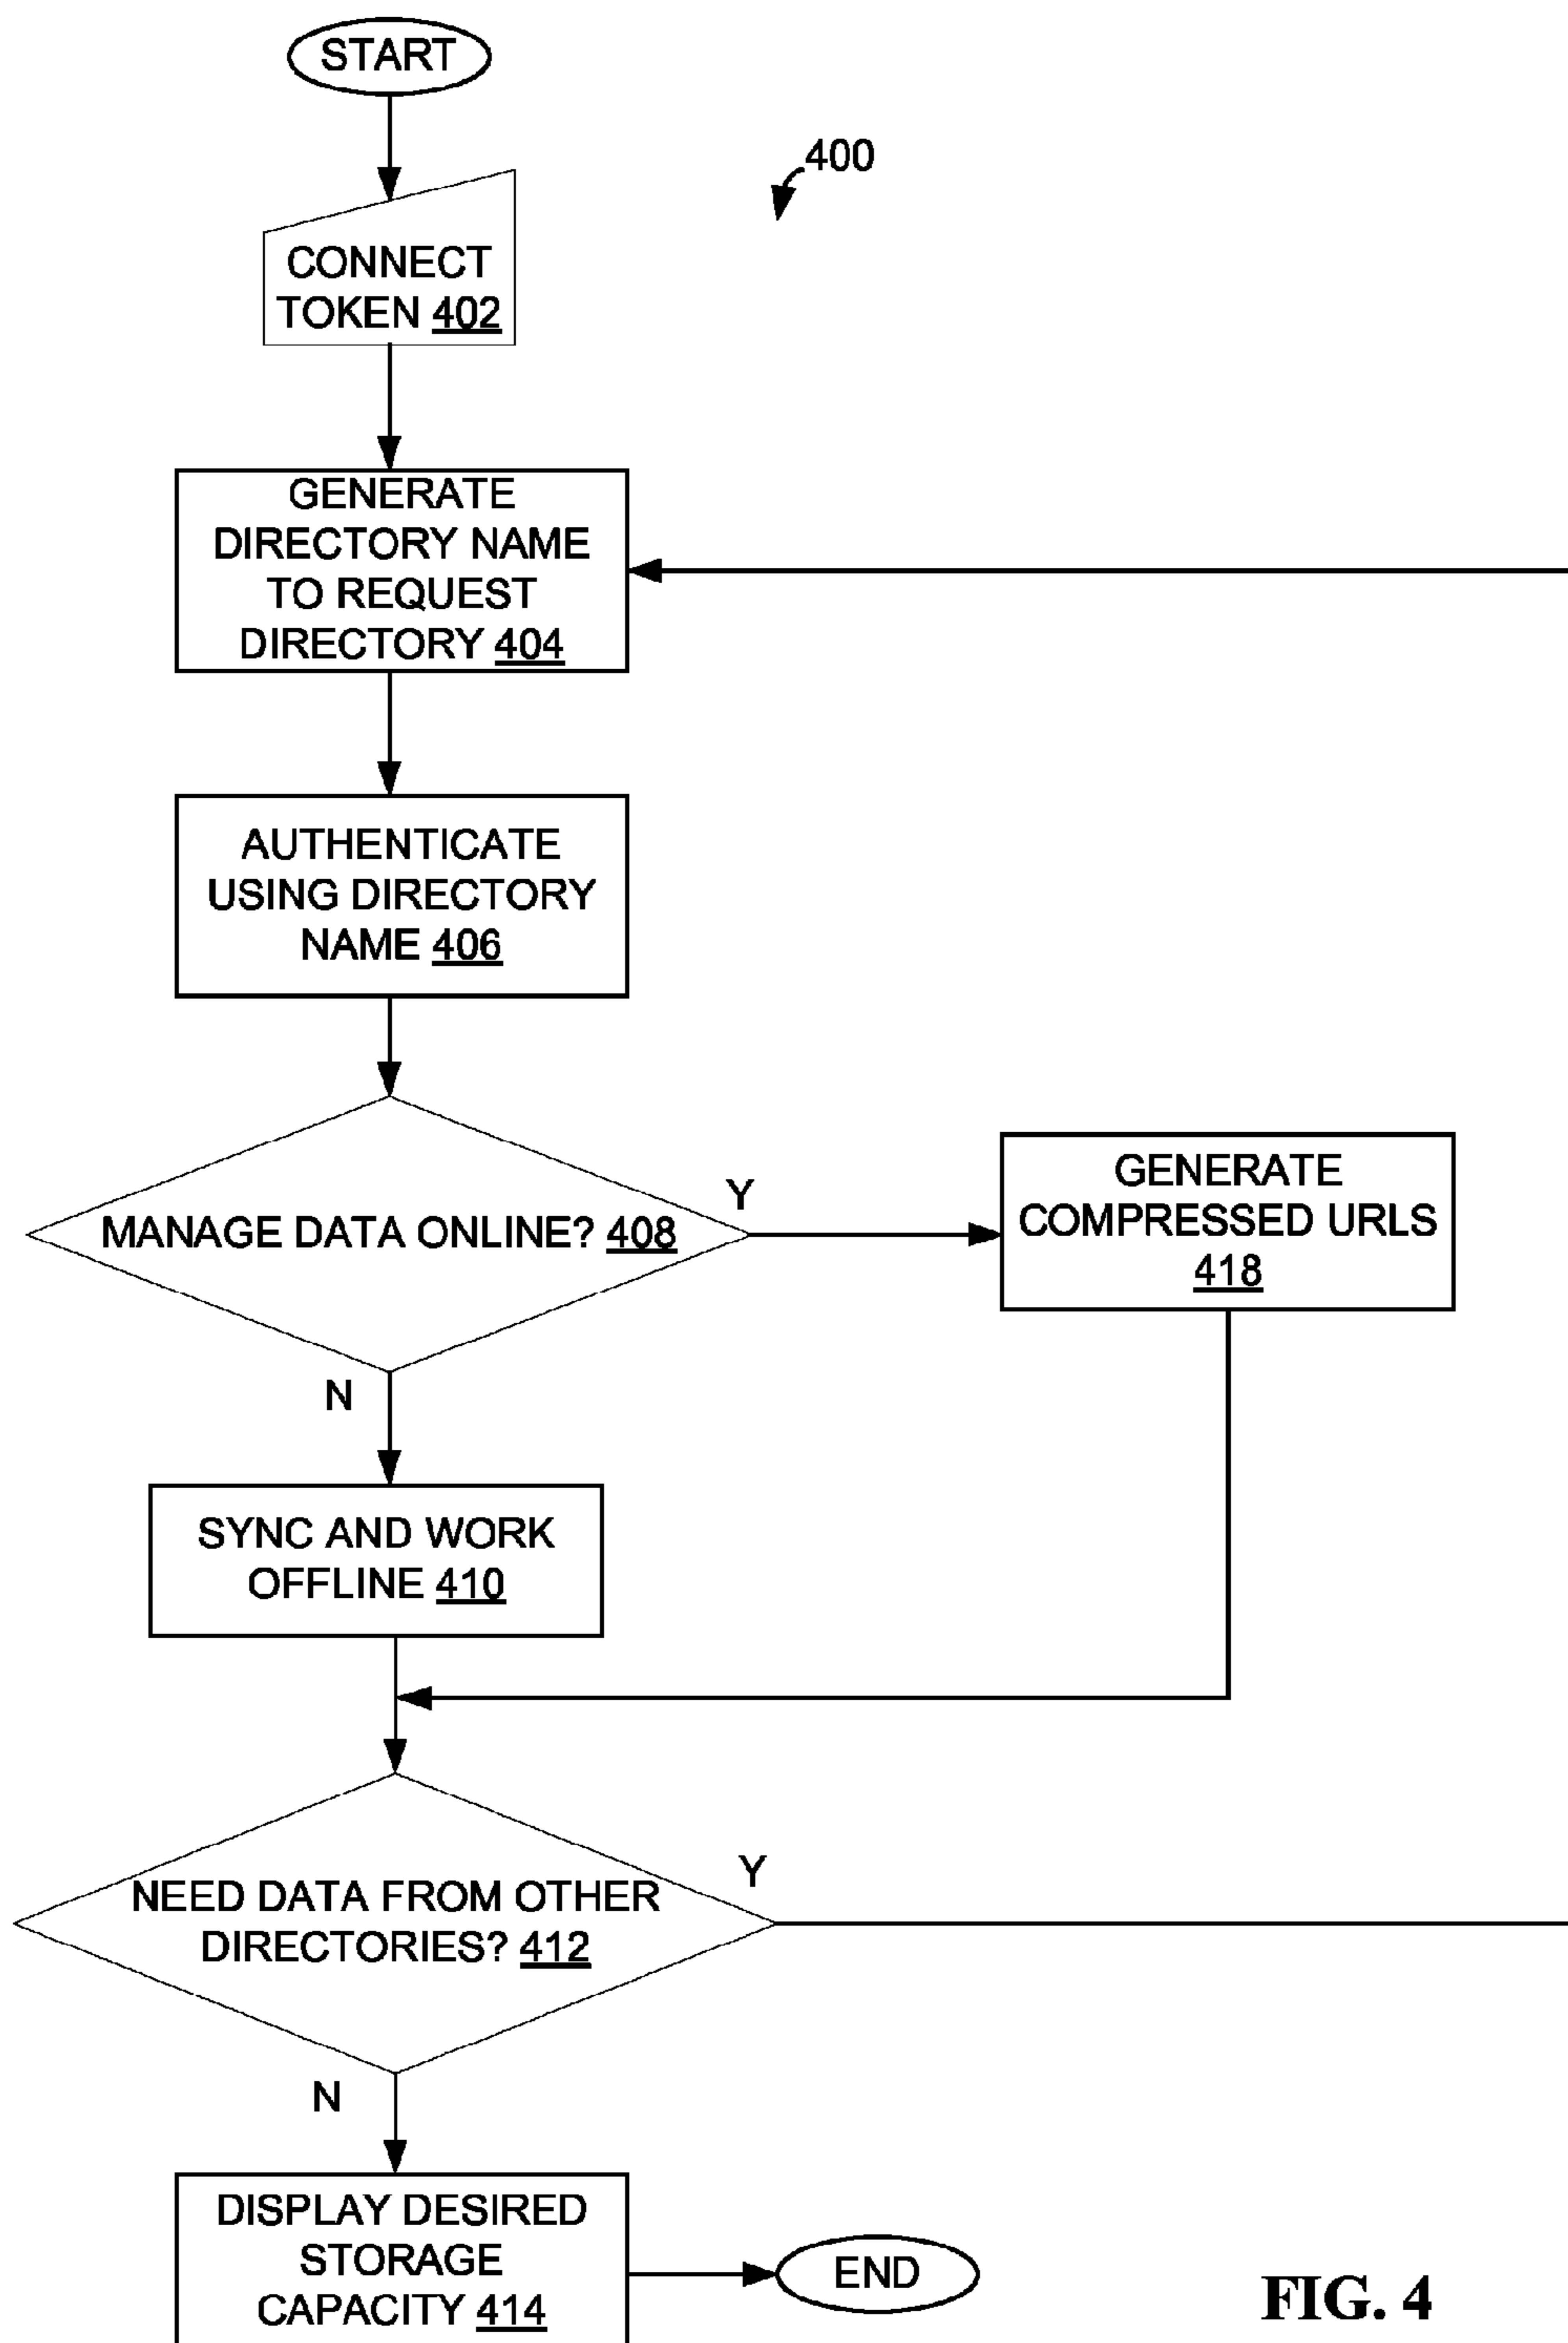 START
400
CONNECT
TOKEN 402
GENERATE
DIRECTORY NAME
TO REQUEST
DIRECTORY 404
AUTHENTICATE
USING DIRECTORY
NAME 406
MANAGE DATA ONLINE? 408
Y
GENERATE
COMPRESSED URLS
418
N
SYNC AND WORK
OFFLINE 410
NEED DATA FROM OTHER
DIRECTORIES? 412
Y
N
DISPLAY DESIRED
STORAGE
CAPACITY 414
END
FIG. 4